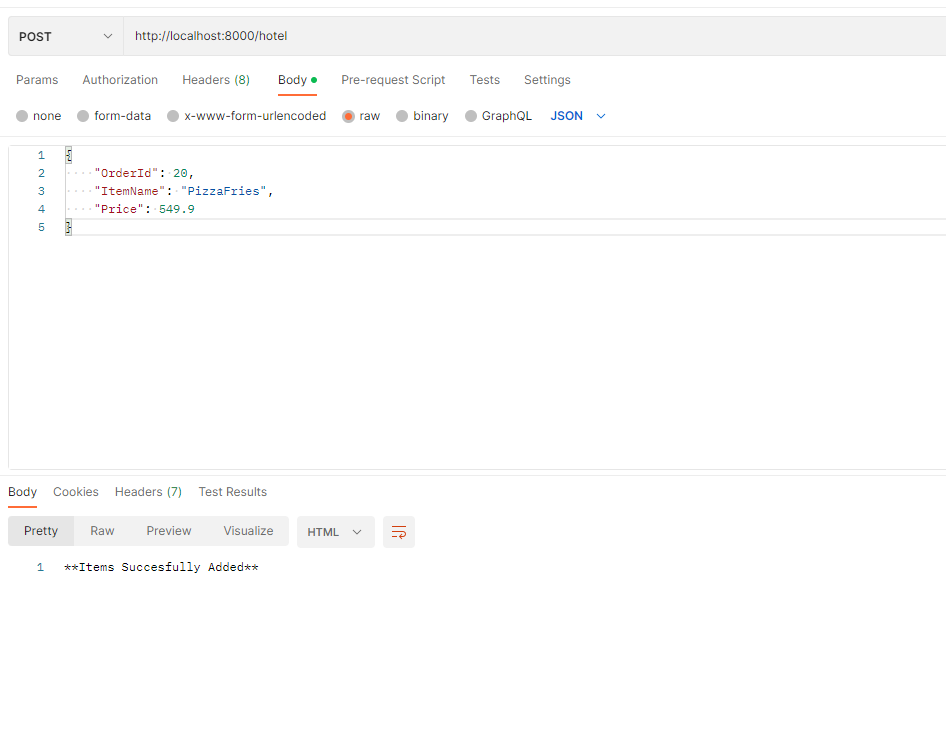 POST http://localhost:8000/hotel
Params Authorization Headers (8) Body Pre-request Script Tests Settings
none form-data x-www-form-urlencoded raw binary GraphQL JSON
1 {
2 "OrderId": 20,
3 "ItemName": "PizzaFries",
4 "Price": 549.9
5 }
Body Cookies Headers (7) Test Results
Pretty Raw Preview Visualize HTML
1 **Items Succesfully Added**